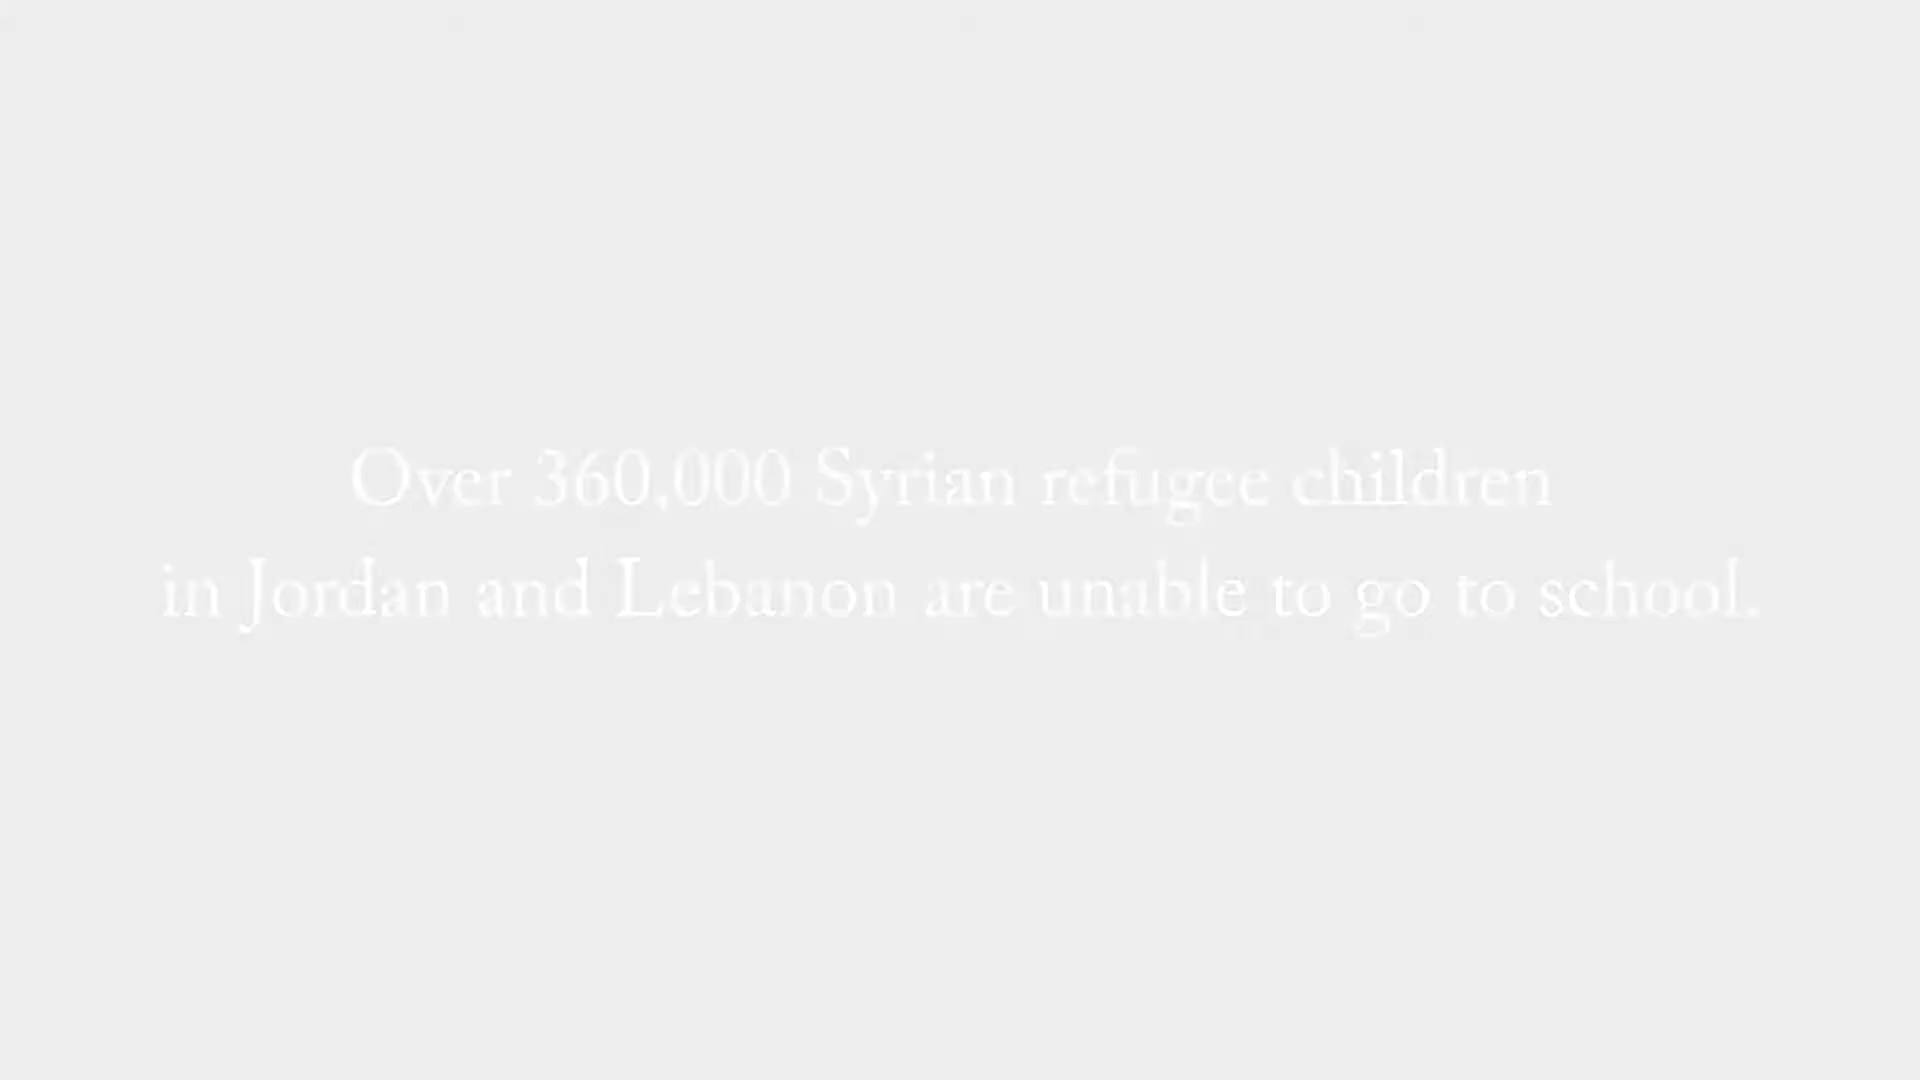 Over 360,000 Syrian refugee children
in Jordan and Lebanon are unable to go to school.